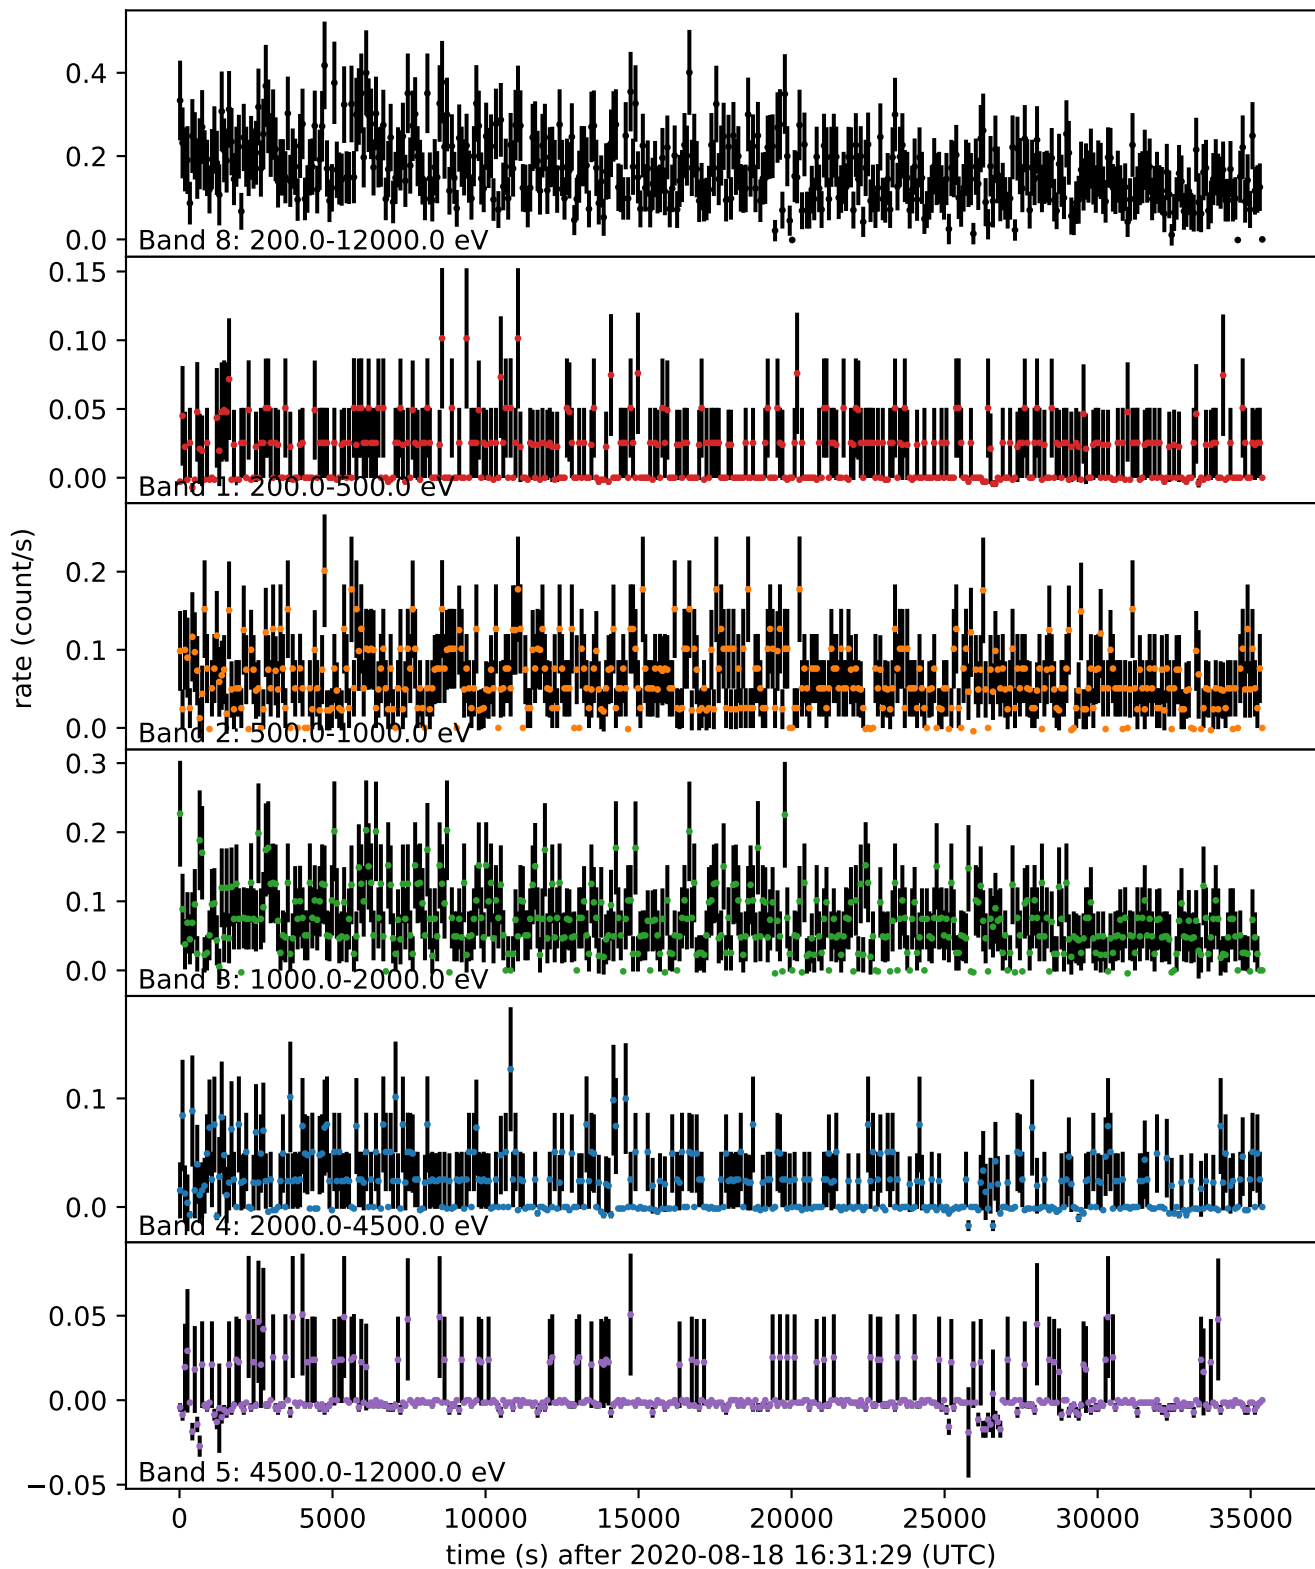 0.4
0.2
0.0
Band 8: 200.0-12000.0 eV
0.15
0.10
0.05
0.00
Band 1: 200.0-500.0 eV
0.2
0.1
0.0
Band 2: 500.0-1000.0 eV
rate (count/s)
0.3
0.2
0.1
0.0
Band 3: 1000.0-2000.0 eV
0.1
0.0
Band 4: 2000.0-4500.0 eV
0.05
0.00
−0.05
Band 5: 4500.0-12000.0 eV
0 5000 10000 15000 20000 25000 30000 35000
time (s) after 2020-08-18 16:31:29 (UTC)